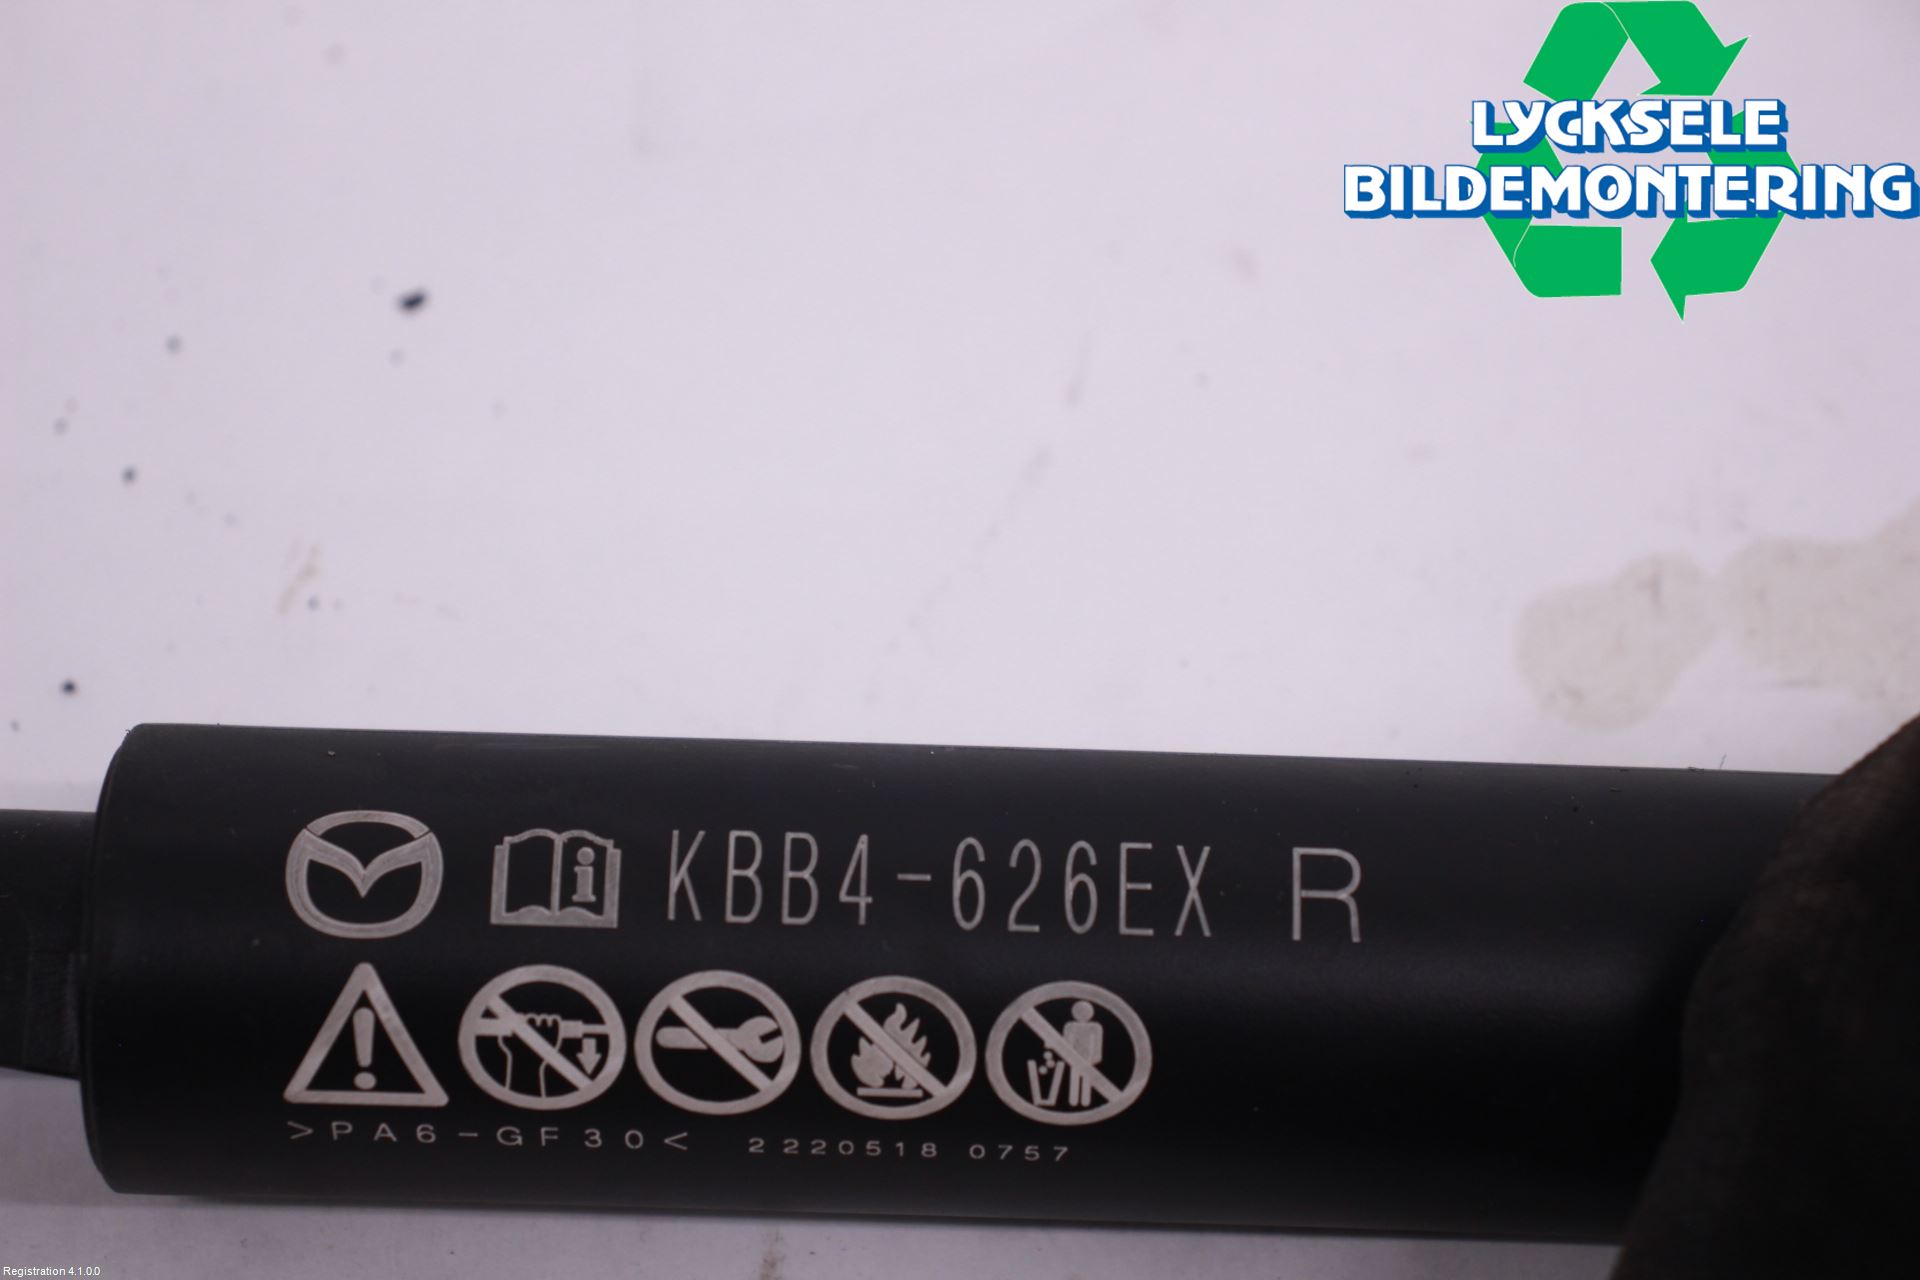 LYCKSELE
BILDEMONTERING
KBB4-626EX R
>PA6-GF30< 2220518 0757
Registration 4.1.0.0